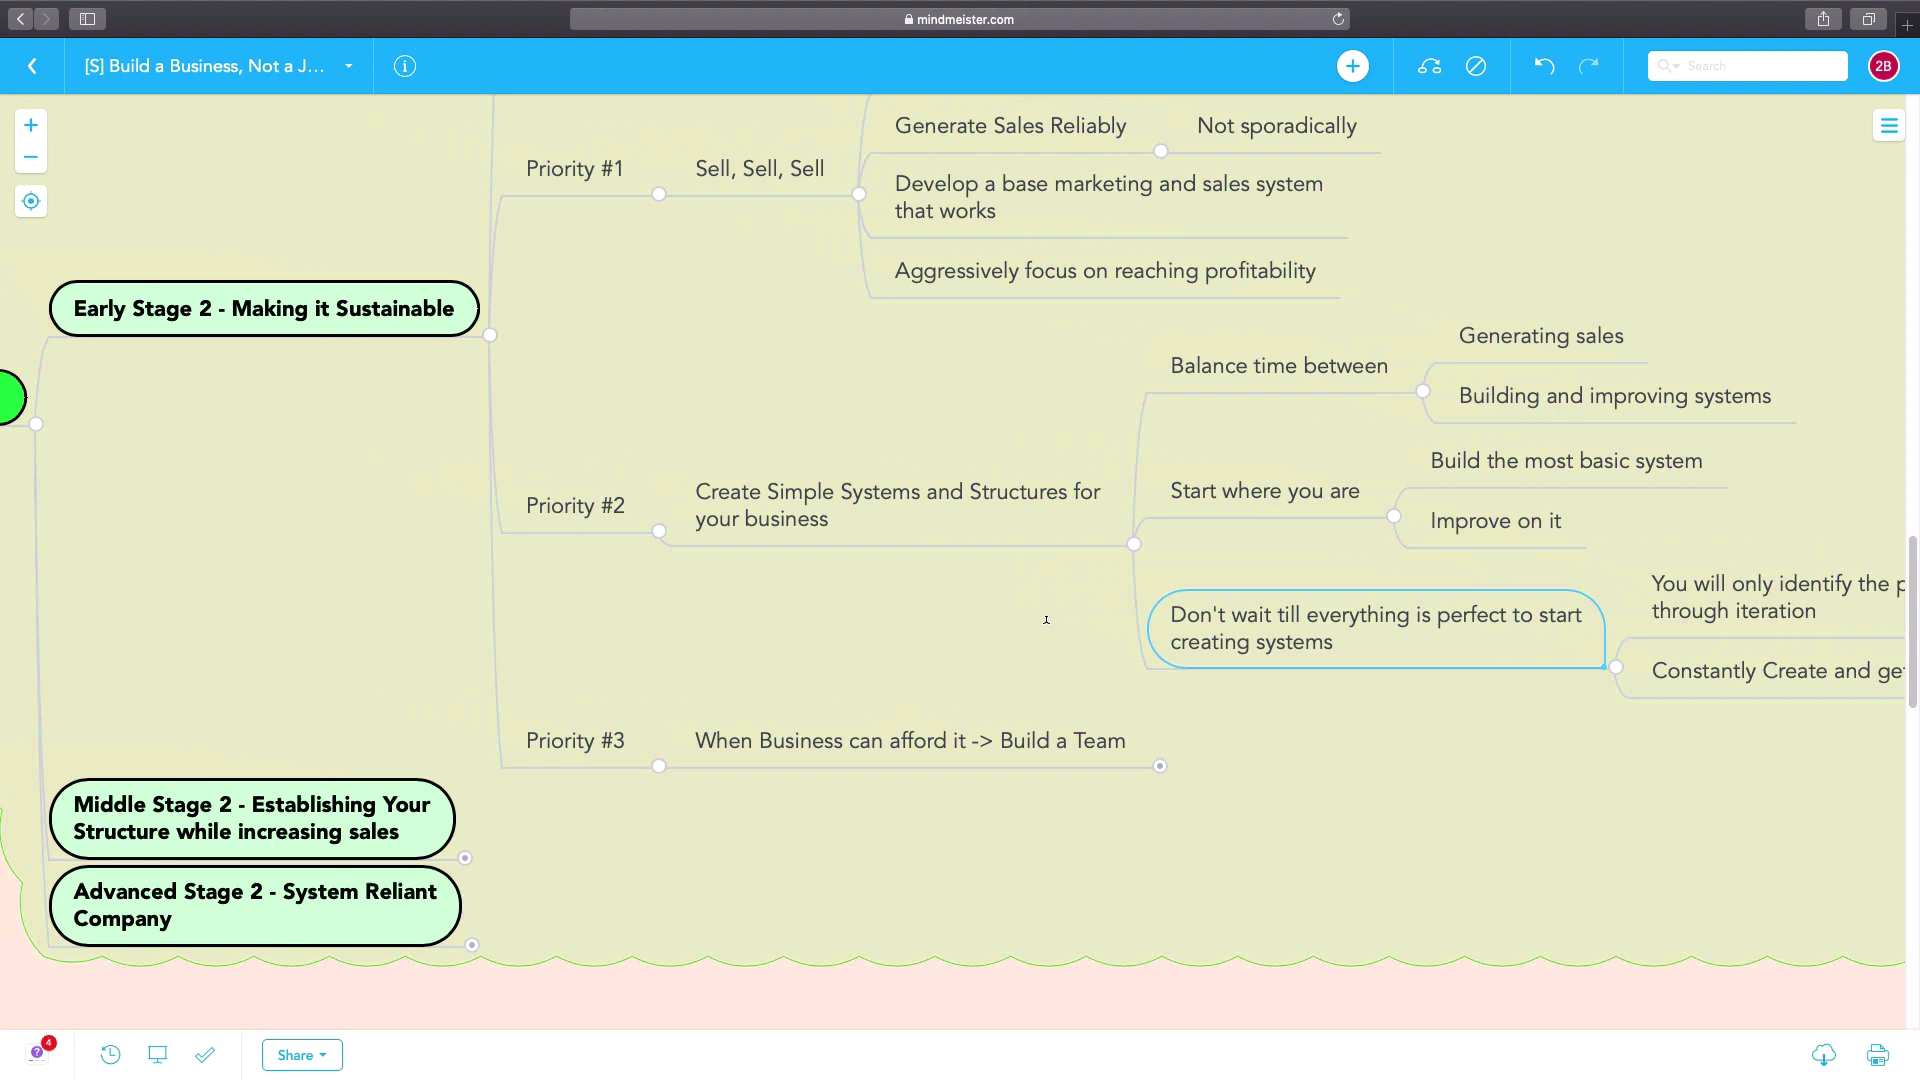 mindmeister.com
[S] Build a Business, Not a J...
Search
2B
Generate Sales Reliably
Not sporadically
Priority #1
Sell, Sell, Sell
Develop a base marketing and sales system
that works
Aggressively focus on reaching profitability
Early Stage 2 - Making it Sustainable
Generating sales
Balance time between
Building and improving systems
Build the most basic system
Start where you are
Improve on it
Priority #2
Create Simple Systems and Structures for
your business
Don't wait till everything is perfect to start
creating systems
You will only identify the p
through iteration
Constantly Create and get
Priority #3
When Business can afford it -> Build a Team
Middle Stage 2 - Establishing Your
Structure while increasing sales
Advanced Stage 2 - System Reliant
Company
4
Share